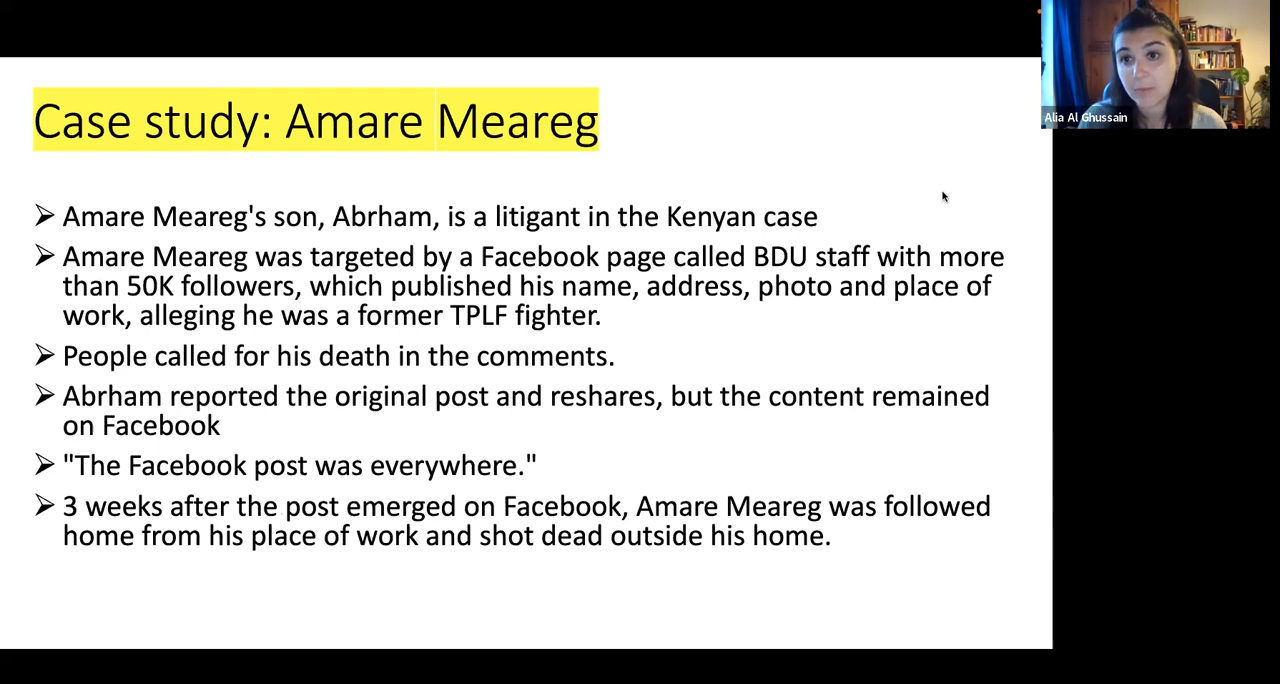 Alia Al Ghussain
Case study: Amare Meareg
➢ Amare Meareg's son, Abrham, is a litigant in the Kenyan case
➢ Amare Meareg was targeted by a Facebook page called BDU staff with more
than 50K followers, which published his name, address, photo and place of
work, alleging he was a former TPLF fighter.
➢ People called for his death in the comments.
➢ Abrham reported the original post and reshares, but the content remained
on Facebook
➢ "The Facebook post was everywhere."
➢ 3 weeks after the post emerged on Facebook, Amare Meareg was followed
home from his place of work and shot dead outside his home.